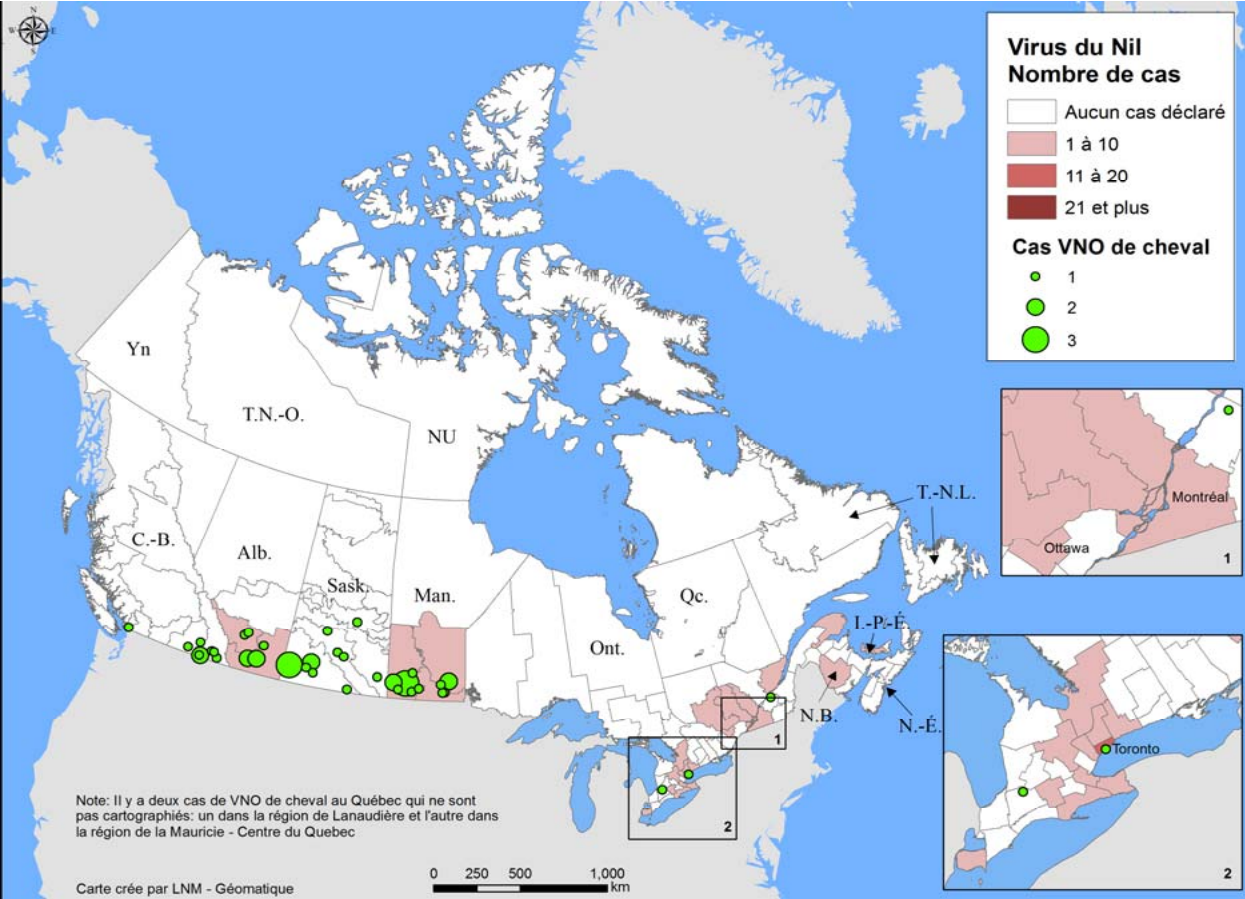 N
W
E
S
Virus du Nil
Nombre de cas
Aucun cas déclaré
1 à 10
11 à 20
21 et plus
Cas VNO de cheval
1
2
3
Yn
T.N.-O.
NU
C.-B.
Alb.
Sask.
Man.
Ont.
Qc.
T.-N.L.
I.-P.-É.
N.B.
N.-É.
1
2
Montréal
Ottawa
1
Toronto
2
Note: Il y a deux cas de VNO de cheval au Québec qui ne sont
pas cartographiés: un dans la région de Lanaudière et l'autre dans
la région de la Mauricie - Centre du Quebec
Carte crée par LNM - Géomatique
0 250 500 1,000
km